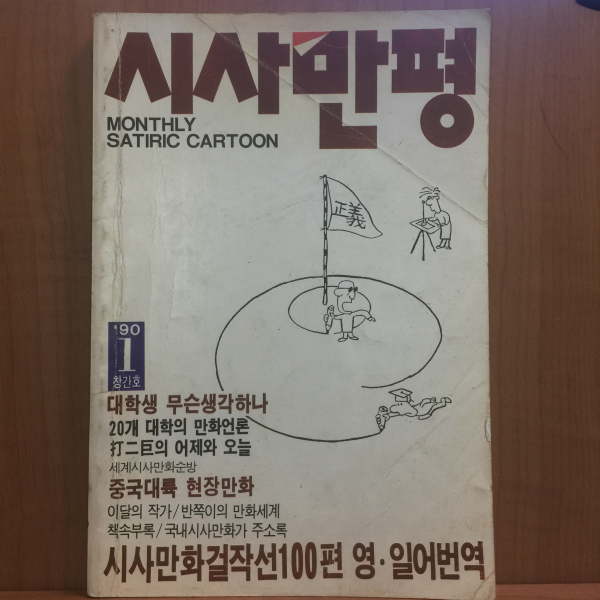 시사만평
MONTHLY
SATIRIC CARTOON
正義
'90
1
창간호
대학생 무슨생각하나
20개 대학의 만화언론
打二巨의 어제와 오늘
세계시사만화순방
중국대륙 현장만화
이달의 작가/반쪽이의 만화세계
책속부록/국내시사만화가 주소록
시사만화걸작선100편 영·일어번역